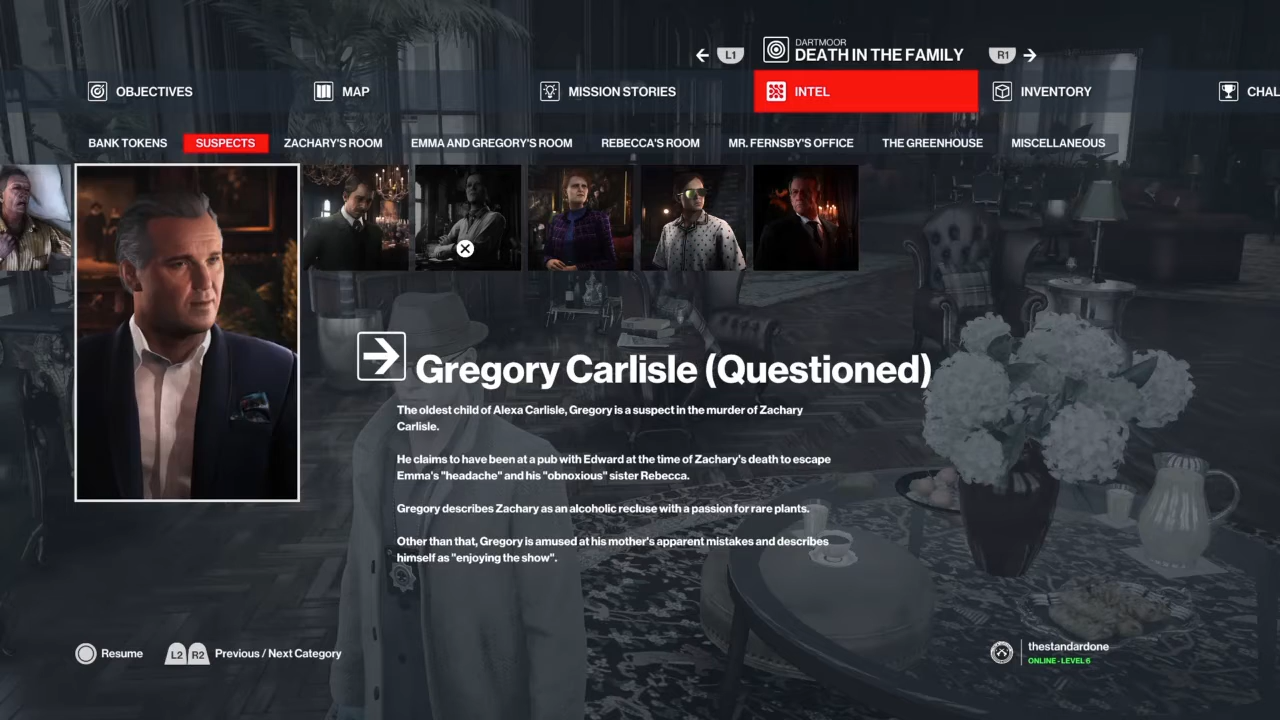 DARTMOOR
L1 DEATH IN THE FAMILY R1
OBJECTIVES MAP MISSION STORIES INTEL INVENTORY CHAL
BANK TOKENS SUSPECTS ZACHARY'S ROOM EMMA AND GREGORY'S ROOM REBECCA'S ROOM MR. FERNSBY'S OFFICE THE GREENHOUSE MISCELLANEOUS
Gregory Carlisle (Questioned)
The oldest child of Alexa Carlisle, Gregory is a suspect in the murder of Zachary
Carlisle.
He claims to have been at a pub with Edward at the time of Zachary's death to escape
Emma's "headache" and his "obnoxious" sister Rebecca.
Gregory describes Zachary as an alcoholic recluse with a passion for rare plants.
Other than that, Gregory is amused at his mother's apparent mistakes and describes
himself as "enjoying the show".
Resume L2 R2 Previous / Next Category
thestandardone
ONLINE - LEVEL 6